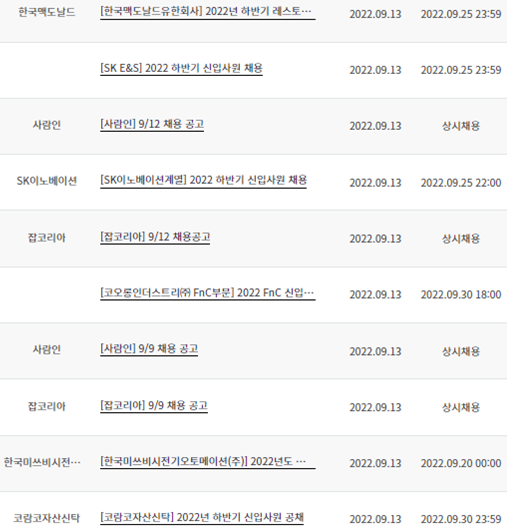 한국맥도날드 [한국맥도날드유한회사] 2022년 하반기 레스토… 2022.09.13 2022.09.25 23:59
[SK E&S] 2022 하반기 신입사원 채용 2022.09.13 2022.09.25 23:59
사람인 [사람인] 9/12 채용 공고 2022.09.13 상시채용
SK이노베이션 [SK이노베이션계열] 2022 하반기 신입사원 채용 2022.09.13 2022.09.25 22:00
잡코리아 [잡코리아] 9/12 채용공고 2022.09.13 상시채용
[코오롱인더스트리㈜ FnC부문] 2022 FnC 신입… 2022.09.13 2022.09.30 18:00
사람인 [사람인] 9/9 채용 공고 2022.09.13 상시채용
잡코리아 [잡코리아] 9/9 채용 공고 2022.09.13 상시채용
한국미쓰비시전… [한국미쓰비시전기오토메이션(주)] 2022년도 … 2022.09.13 2022.09.20 00:00
코람코자산신탁 [코람코자산신탁] 2022년 하반기 신입사원 공채 2022.09.13 2022.09.30 23:59